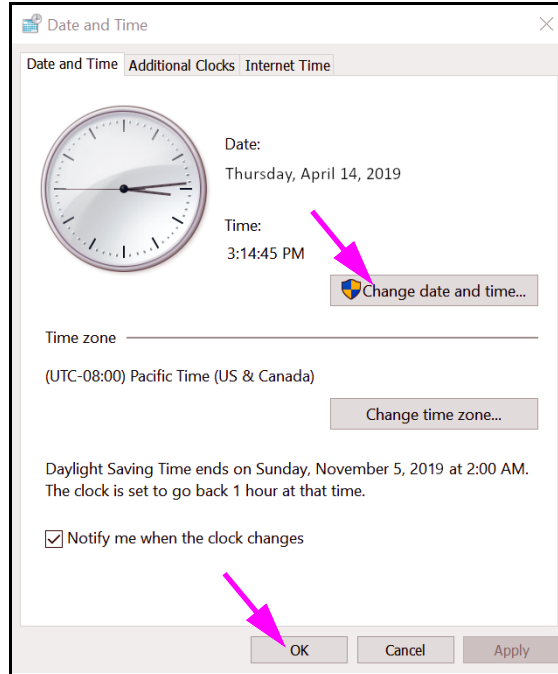 Date and Time
Date and Time Additional Clocks Internet Time
Date:
Thursday, April 14, 2019
Time:
3:14:45 PM
Change date and time...
Time zone
(UTC-08:00) Pacific Time (US & Canada)
Change time zone...
Daylight Saving Time ends on Sunday, November 5, 2019 at 2:00 AM.
The clock is set to go back 1 hour at that time.
Notify me when the clock changes
OK Cancel Apply